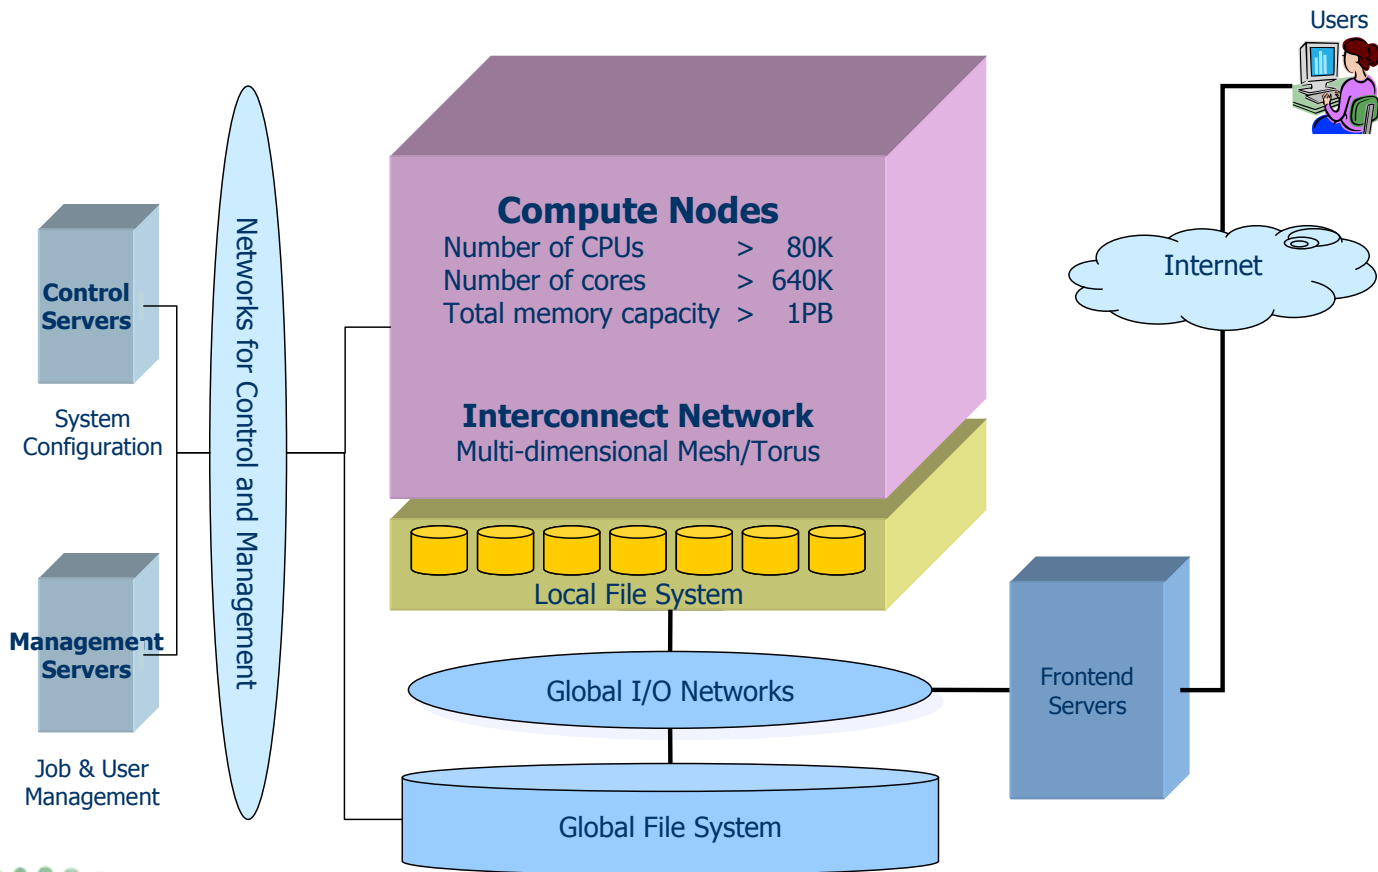 Users
Compute Nodes
Number of CPUs > 80K
Number of cores > 640K
Total memory capacity > 1PB
Interconnect Network
Multi-dimensional Mesh/Torus
Local File System
Control
Servers
System
Configuration
Management
Servers
Job & User
Management
Networks for Control and Management
Internet
Global I/O Networks
Frontend
Servers
Global File System